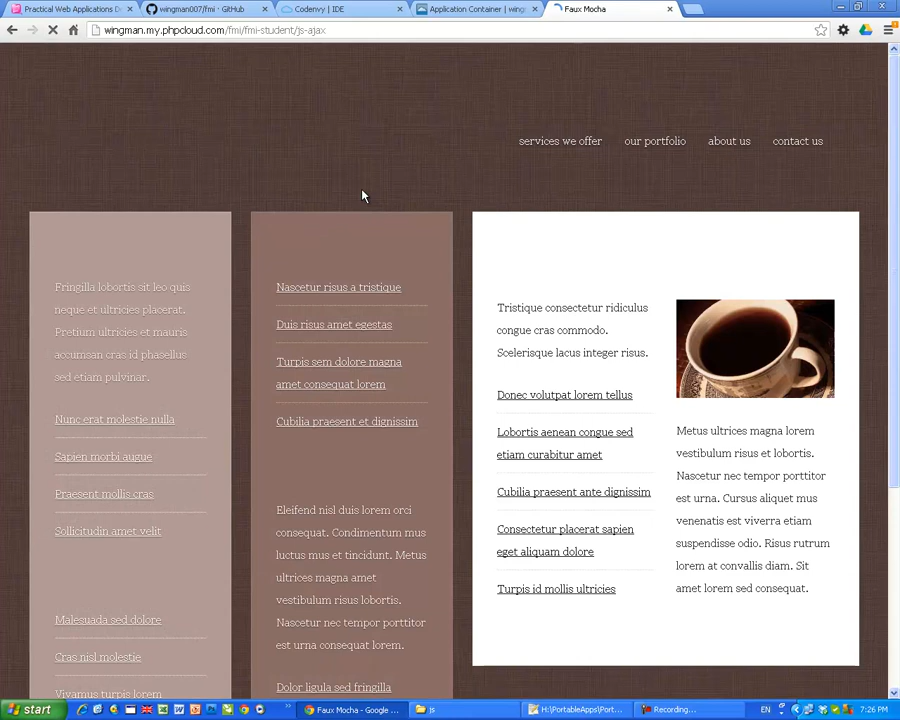 Practical Web Applications D
wingman007/fmi · GitHub
Codenvy | IDE
Application Container | wing
Faux Mocha
wingman.my.phpcloud.com/fmi/fmi-student/js-ajax
services we offer
our portfolio
about us
contact us
Fringilla lobortis sit leo quis
neque et ultricies placerat.
Pretium ultricies et mauris
accumsan cras id phasellus
sed etiam pulvinar.
Nunc erat molestie nulla
Sapien morbi augue
Praesent mollis cras
Sollicitudin amet velit
Malesuada sed dolore
Cras nisl molestie
Vivamus turpis lorem
Nascetur risus a tristique
Duis risus amet egestas
Turpis sem dolore magna
amet consequat lorem
Cubilia praesent et dignissim
Eleifend nisl duis lorem orci
consequat. Condimentum mus
luctus mus et tincidunt. Metus
ultricies magna amet
vestibulum risus lobortis.
Nascetur nec tempor porttitor
est urna consequat lorem.
Dolor ligula sed fringilla
Tristique consectetur ridiculus
congue cras commodo.
Scelerisque lacus integer risus.
Donec volutpat lorem tellus
Lobortis aenean congue sed
etiam curabitur amet
Cubilia praesent ante dignissim
Consectetur placerat sapien
eget aliquam dolore
Turpis id mollis ultricies
Metus ultrices magna lorem
vestibulum risus et lobortis.
Nascetur nec tempor porttitor
est urna. Cursus aliquet mus
venenatis est viverra etiam
suspendisse odio. Risus rutrum
lorem at convallis diam. Sit
amet lorem sed consequat.
start
Faux Mocha - Google ...
js
H:\PortableApps\Port...
Recording...
EN
7:26 PM